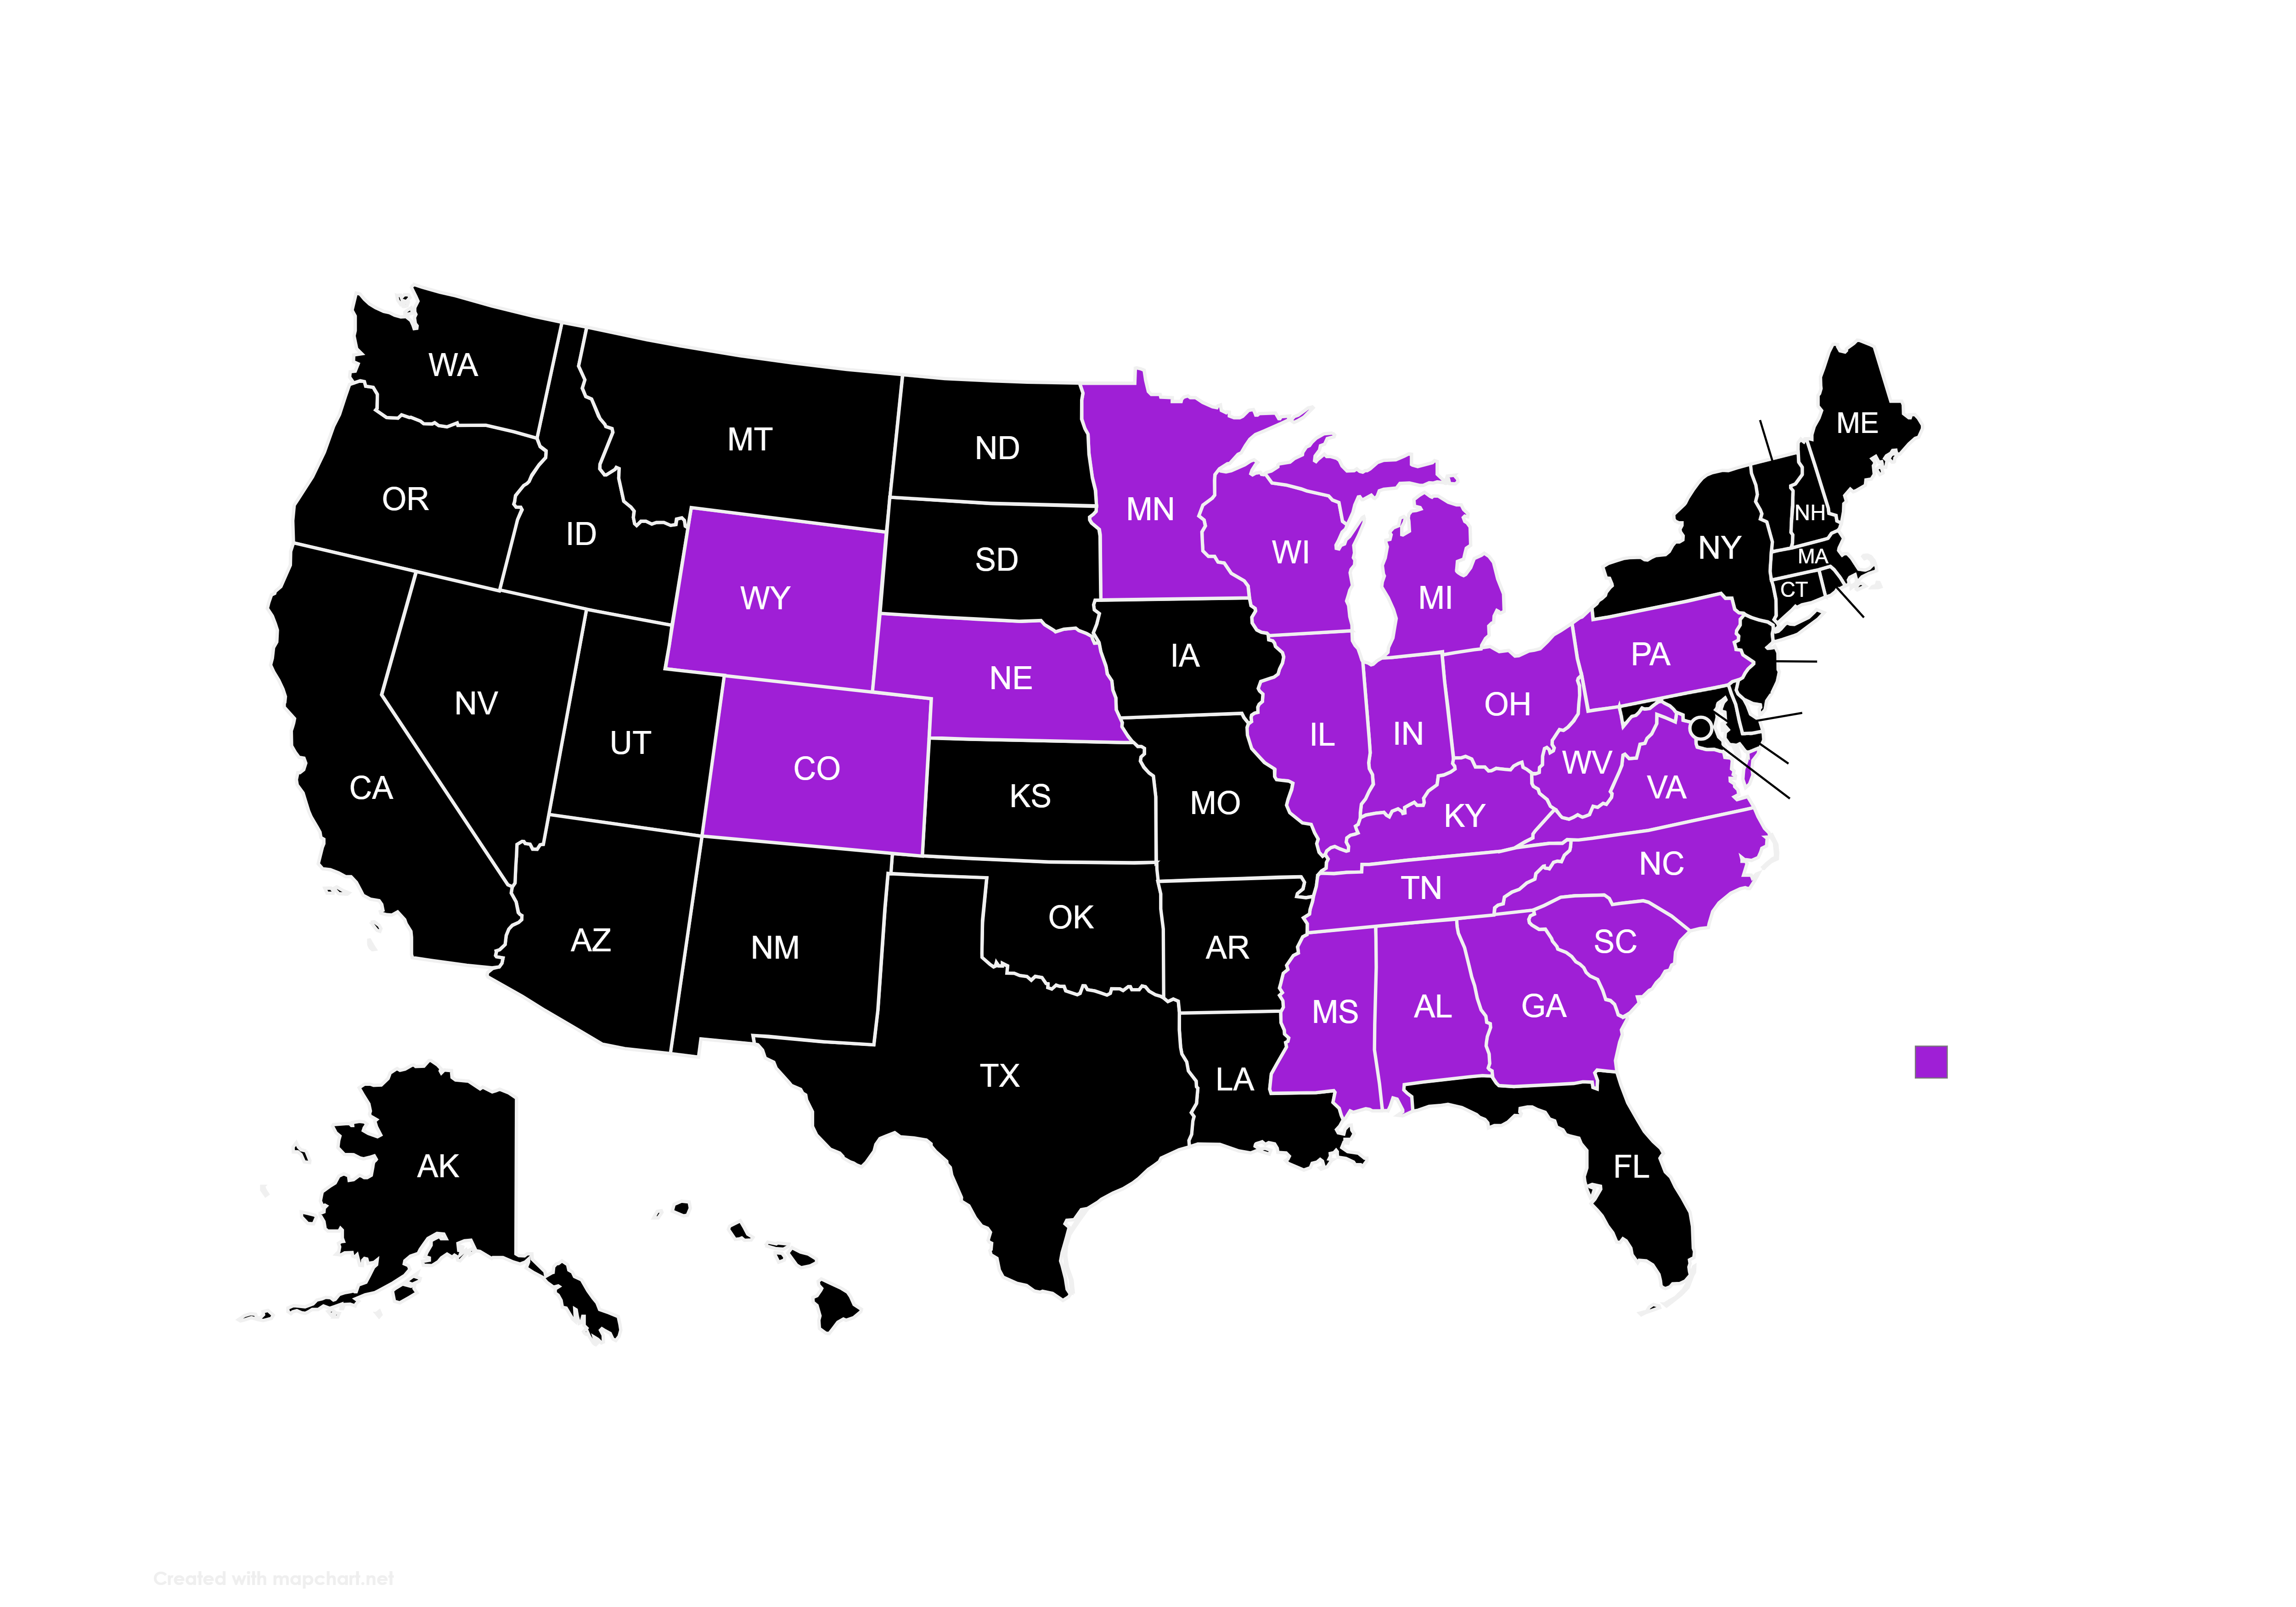 WA
MT
ND
ME
OR
MN
NH
ID
NY
WI
MA
SD
CT
WY
MI
PA
IA
NE
NV
OH
IL
IN
UT
WV
CO
VA
CA
KS
MO
KY
NC
TN
OK
AZ
SC
NM
AR
MS
AL
GA
TX
LA
AK
FL
Created with mapchart.net